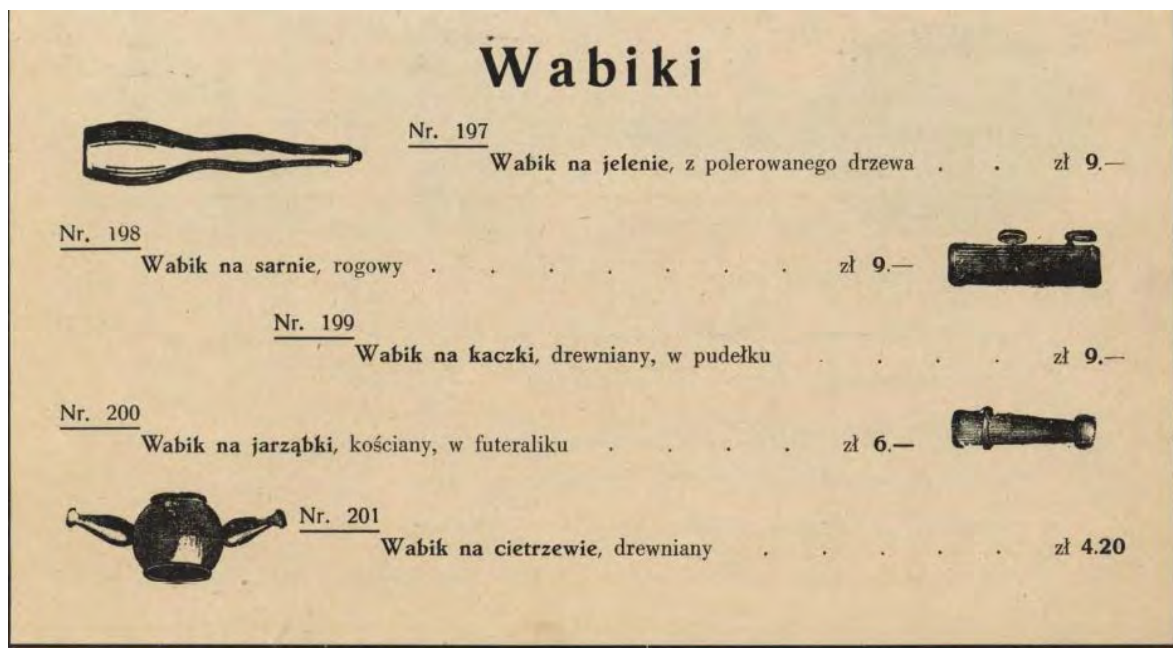 Wabiki
Nr. 197
Wabik na jelenie, z polerowanego drzewa . . zł 9.—
Nr. 198
Wabik na sarnie, rogowy . . . . . . . zł 9.—
Nr. 199
Wabik na kaczki, drewniany, w pudełku . . . . zł 9.—
Nr. 200
Wabik na jarząbki, kościany, w futeraliku . . . . zł 6.—
Nr. 201
Wabik na cietrzewie, drewniany . . . . . zł 4.20